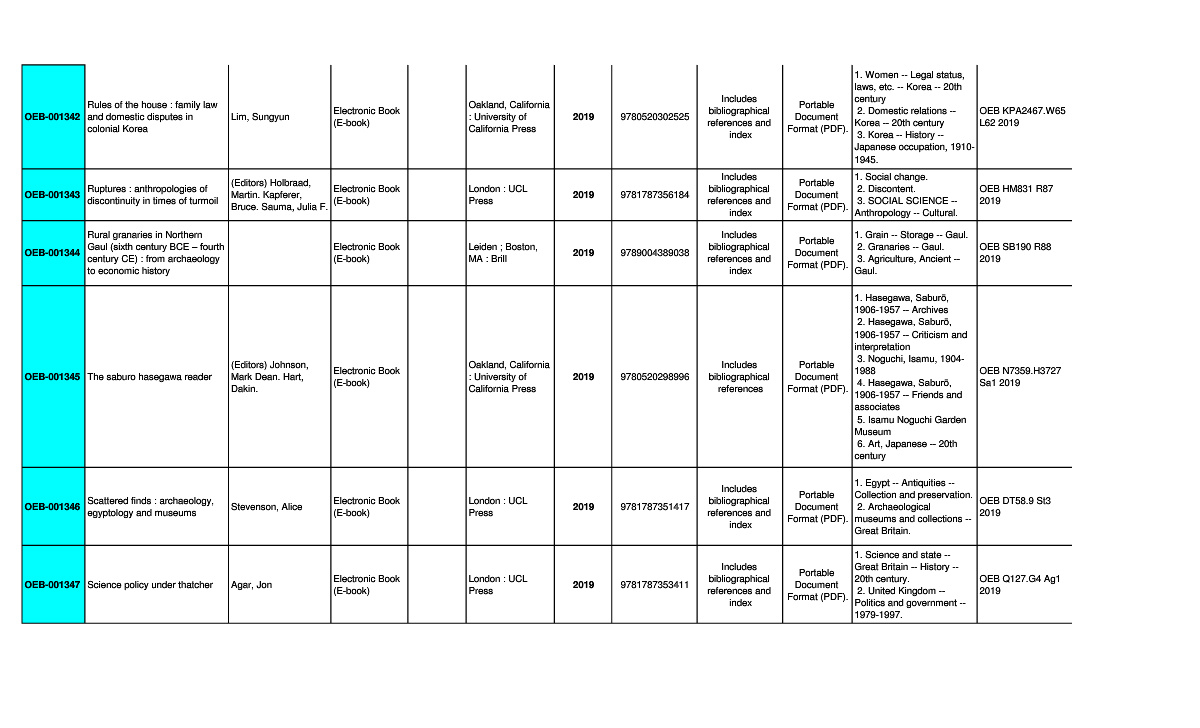 OEB-001342
Rules of the house : family law
and domestic disputes in
colonial Korea
Lim, Sungyun
Electronic Book
(E-book)
Oakland, California
: University of
California Press
2019
9780520302525
Includes
bibliographical
references and
index
Portable
Document
Format (PDF).
1. Women -- Legal status,
laws, etc. -- Korea -- 20th
century
2. Domestic relations --
Korea -- 20th century
3. Korea -- History --
Japanese occupation, 1910-
1945.
OEB KPA2467.W65
L62 2019
OEB-001343
Ruptures : anthropologies of
discontinuity in times of turmoil
(Editors) Holbraad,
Martin. Kapferer,
Bruce. Sauma, Julia F.
Electronic Book
(E-book)
London : UCL
Press
2019
9781787356184
Includes
bibliographical
references and
index
Portable
Document
Format (PDF).
1. Social change.
2. Discontent.
3. SOCIAL SCIENCE --
Anthropology -- Cultural.
OEB HM831 R87
2019
OEB-001344
Rural granaries in Northern
Gaul (sixth century BCE – fourth
century CE) : from archaeology
to economic history
Electronic Book
(E-book)
Leiden ; Boston,
MA : Brill
2019
9789004389038
Includes
bibliographical
references and
index
Portable
Document
Format (PDF).
1. Grain -- Storage -- Gaul.
2. Granaries -- Gaul.
3. Agriculture, Ancient --
Gaul.
OEB SB190 R88
2019
OEB-001345
The saburo hasegawa reader
(Editors) Johnson,
Mark Dean. Hart,
Dakin.
Electronic Book
(E-book)
Oakland, California
: University of
California Press
2019
9780520298996
Includes
bibliographical
references
Portable
Document
Format (PDF).
1. Hasegawa, Saburō,
1906-1957 -- Archives
2. Hasegawa, Saburō,
1906-1957 -- Criticism and
interpretation
3. Noguchi, Isamu, 1904-
1988
4. Hasegawa, Saburō,
1906-1957 -- Friends and
associates
5. Isamu Noguchi Garden
Museum
6. Art, Japanese -- 20th
century
OEB N7359.H3727
Sa1 2019
OEB-001346
Scattered finds : archaeology,
egyptology and museums
Stevenson, Alice
Electronic Book
(E-book)
London : UCL
Press
2019
9781787351417
Includes
bibliographical
references and
index
Portable
Document
Format (PDF).
1. Egypt -- Antiquities --
Collection and preservation.
2. Archaeological
museums and collections --
Great Britain.
OEB DT58.9 St3
2019
OEB-001347
Science policy under thatcher
Agar, Jon
Electronic Book
(E-book)
London : UCL
Press
2019
9781787353411
Includes
bibliographical
references and
index
Portable
Document
Format (PDF).
1. Science and state --
Great Britain -- History --
20th century.
2. United Kingdom --
Politics and government --
1979-1997.
OEB Q127.G4 Ag1
2019